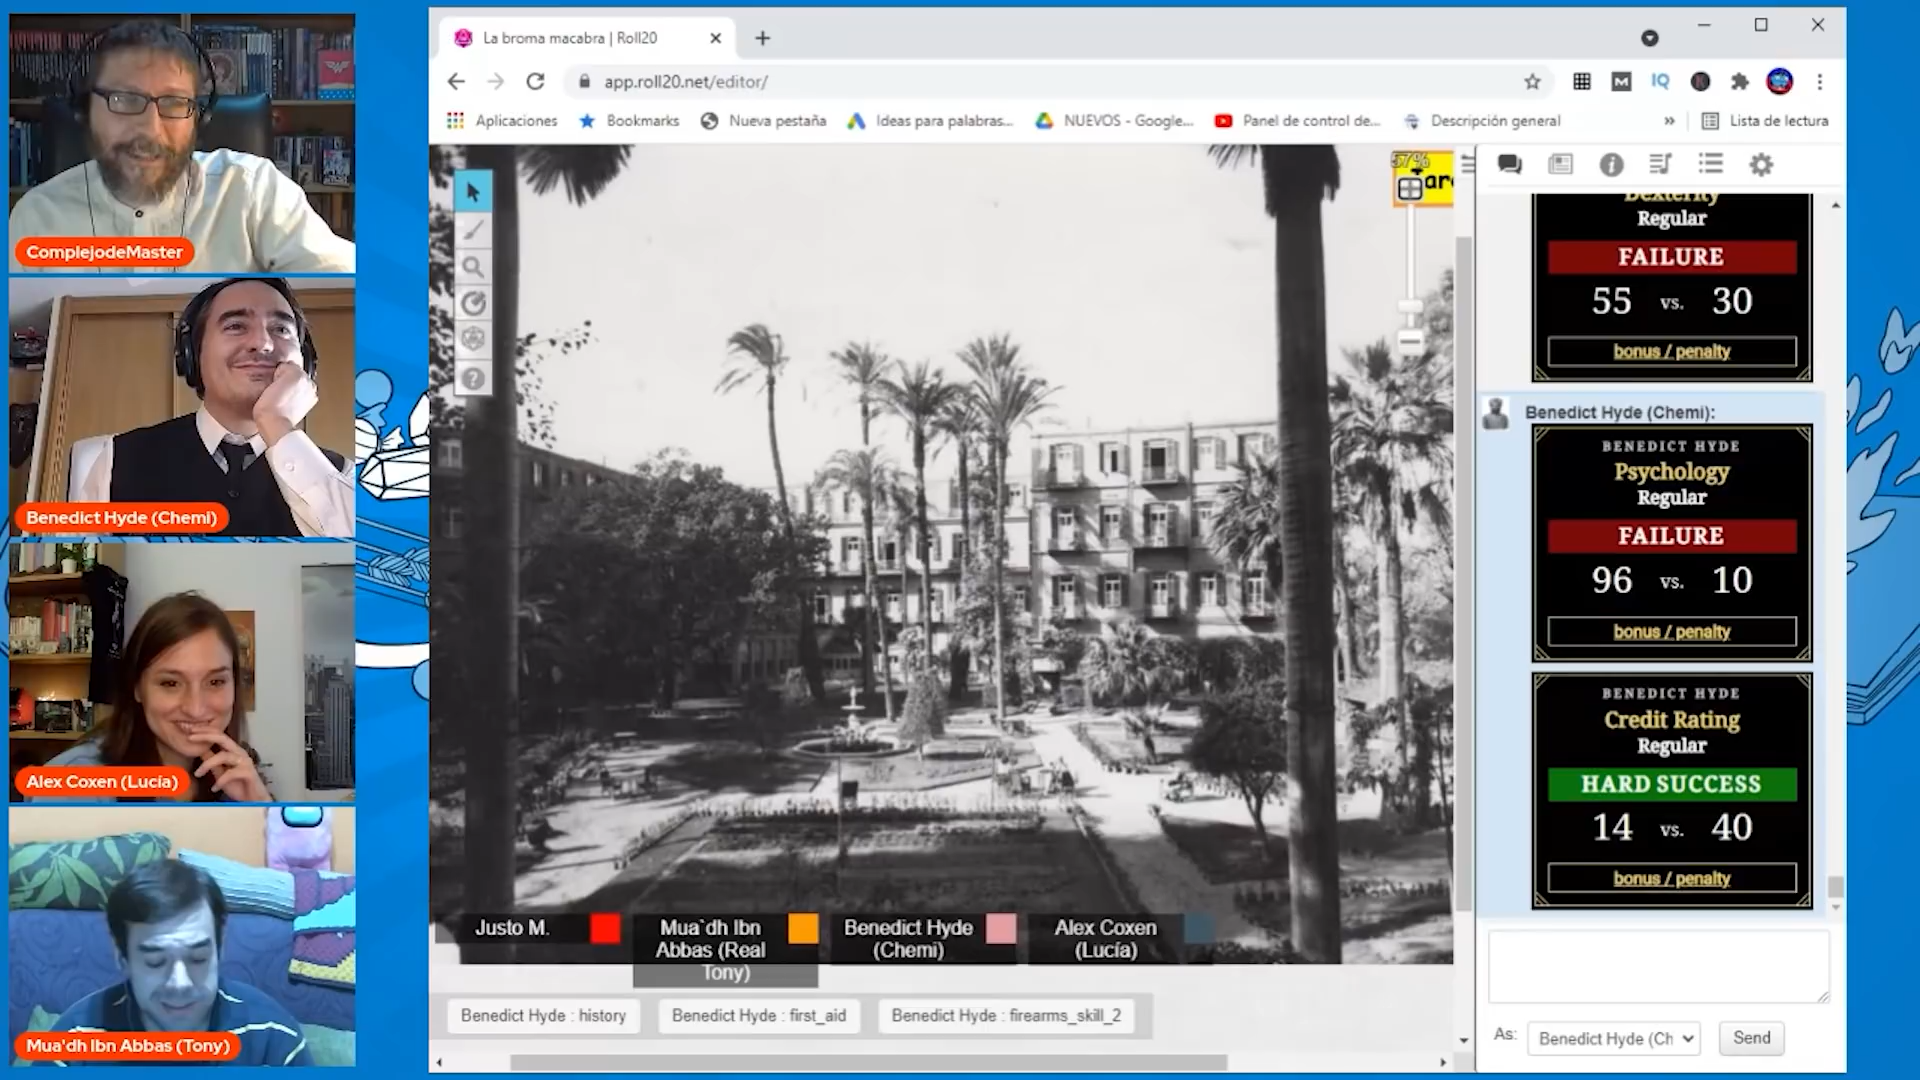 ComplejodeMaster
Benedict Hyde (Chemi)
Alex Coxen (Lucía)
Mua'dh Ibn Abbas (Tony)
La broma macabra | Roll20
app.roll20.net/editor/
Aplicaciones
Bookmarks
Nueva pestaña
Ideas para palabras...
NUEVOS - Google...
Panel de control de...
Descripción general
»
Lista de lectura
57%
Dexterity
Regular
FAILURE
55 vs. 30
bonus / penalty
Benedict Hyde (Chemi):
BENEDICT HYDE
Psychology
Regular
FAILURE
96 vs. 10
bonus / penalty
BENEDICT HYDE
Credit Rating
Regular
HARD SUCCESS
14 vs. 40
bonus / penalty
Justo M.
Mua`dh Ibn
Abbas (Real
Tony)
Benedict Hyde
(Chemi)
Alex Coxen
(Lucía)
Benedict Hyde : history
Benedict Hyde : first_aid
Benedict Hyde : firearms_skill_2
As:
Benedict Hyde (Ch
Send